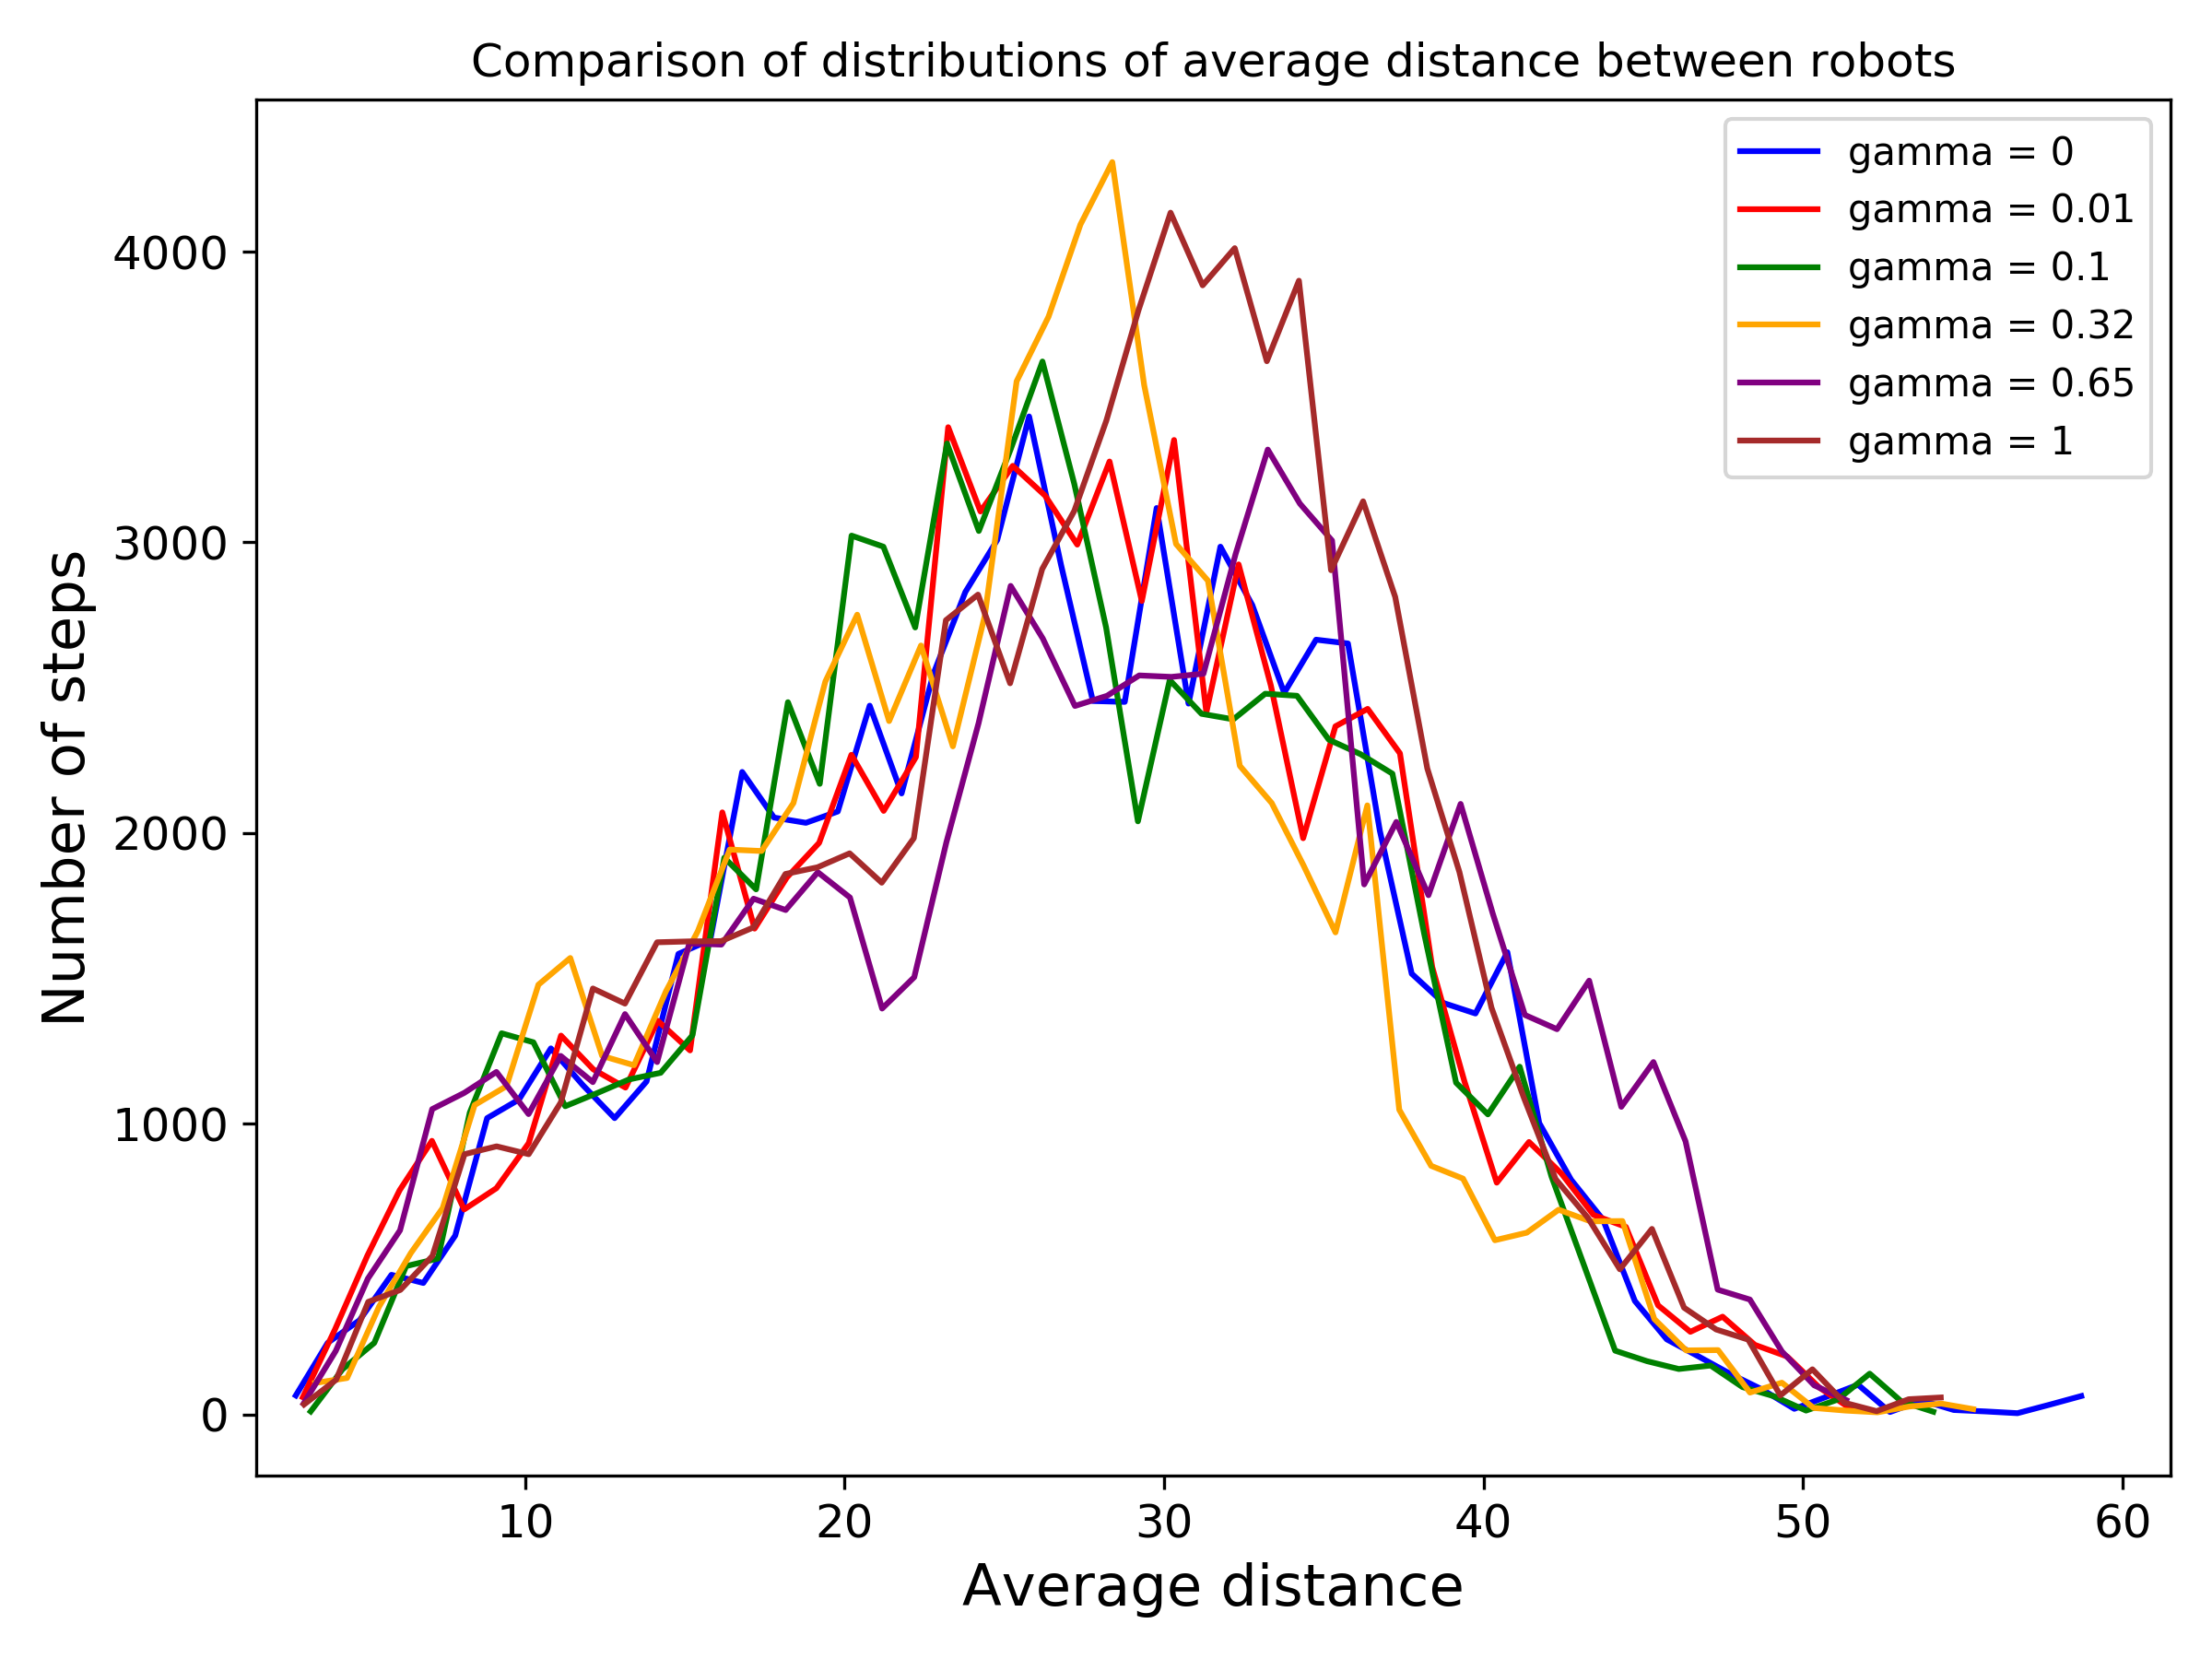 Comparison of distributions of average distance between robots
gamma = 0
gamma = 0.01
gamma = 0.1
gamma = 0.32
gamma = 0.65
gamma = 1
4000
3000
2000
1000
0
Number of steps
10 20 30 40 50 60
Average distance